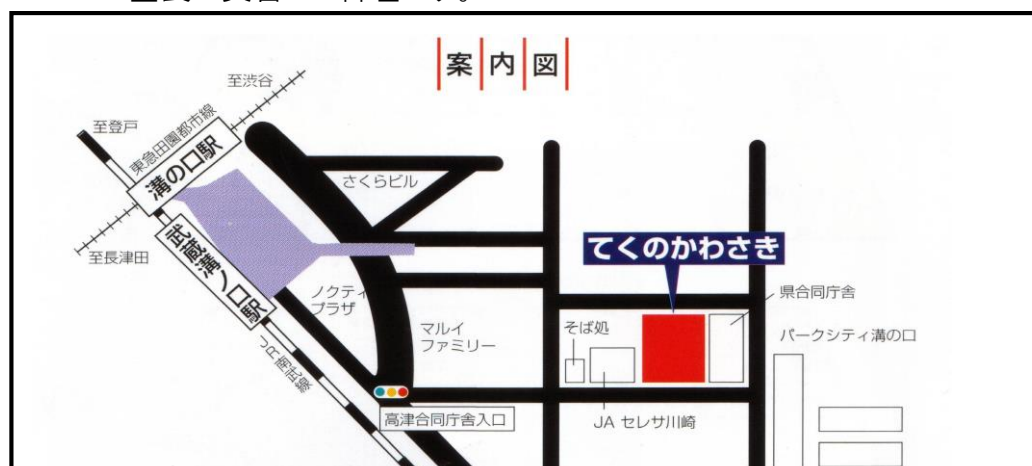 案内図
至渋谷
至登戸
東急田園都市線
溝の口駅
さくらビル
武蔵溝ノ口駅
至長津田
てくのかわさき
県合同庁舎
ノクティ
プラザ
マルイ
ファミリー
そば処
パークシティ溝の口
JR南武線
高津合同庁舎入口
JA セレサ川崎